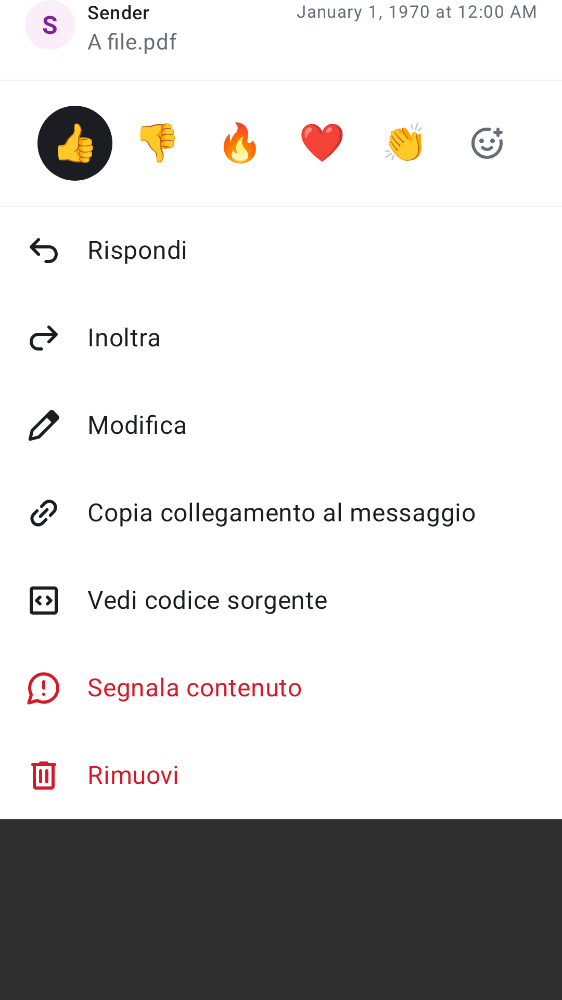 S
Sender
January 1, 1970 at 12:00 AM
A file.pdf
Rispondi
Inoltra
Modifica
Copia collegamento al messaggio
Vedi codice sorgente
Segnala contenuto
Rimuovi